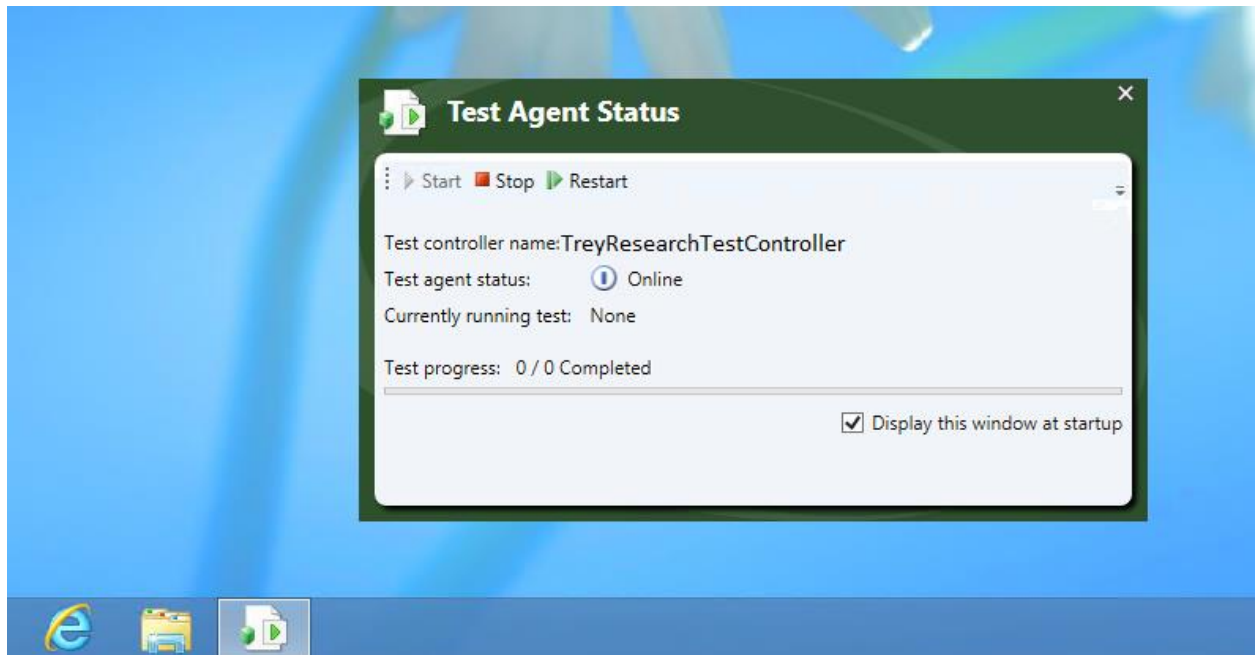 Test Agent Status
Start Stop Restart
Test controller name:TreyResearchTestController
Test agent status: Online
Currently running test: None
Test progress: 0 / 0 Completed
Display this window at startup